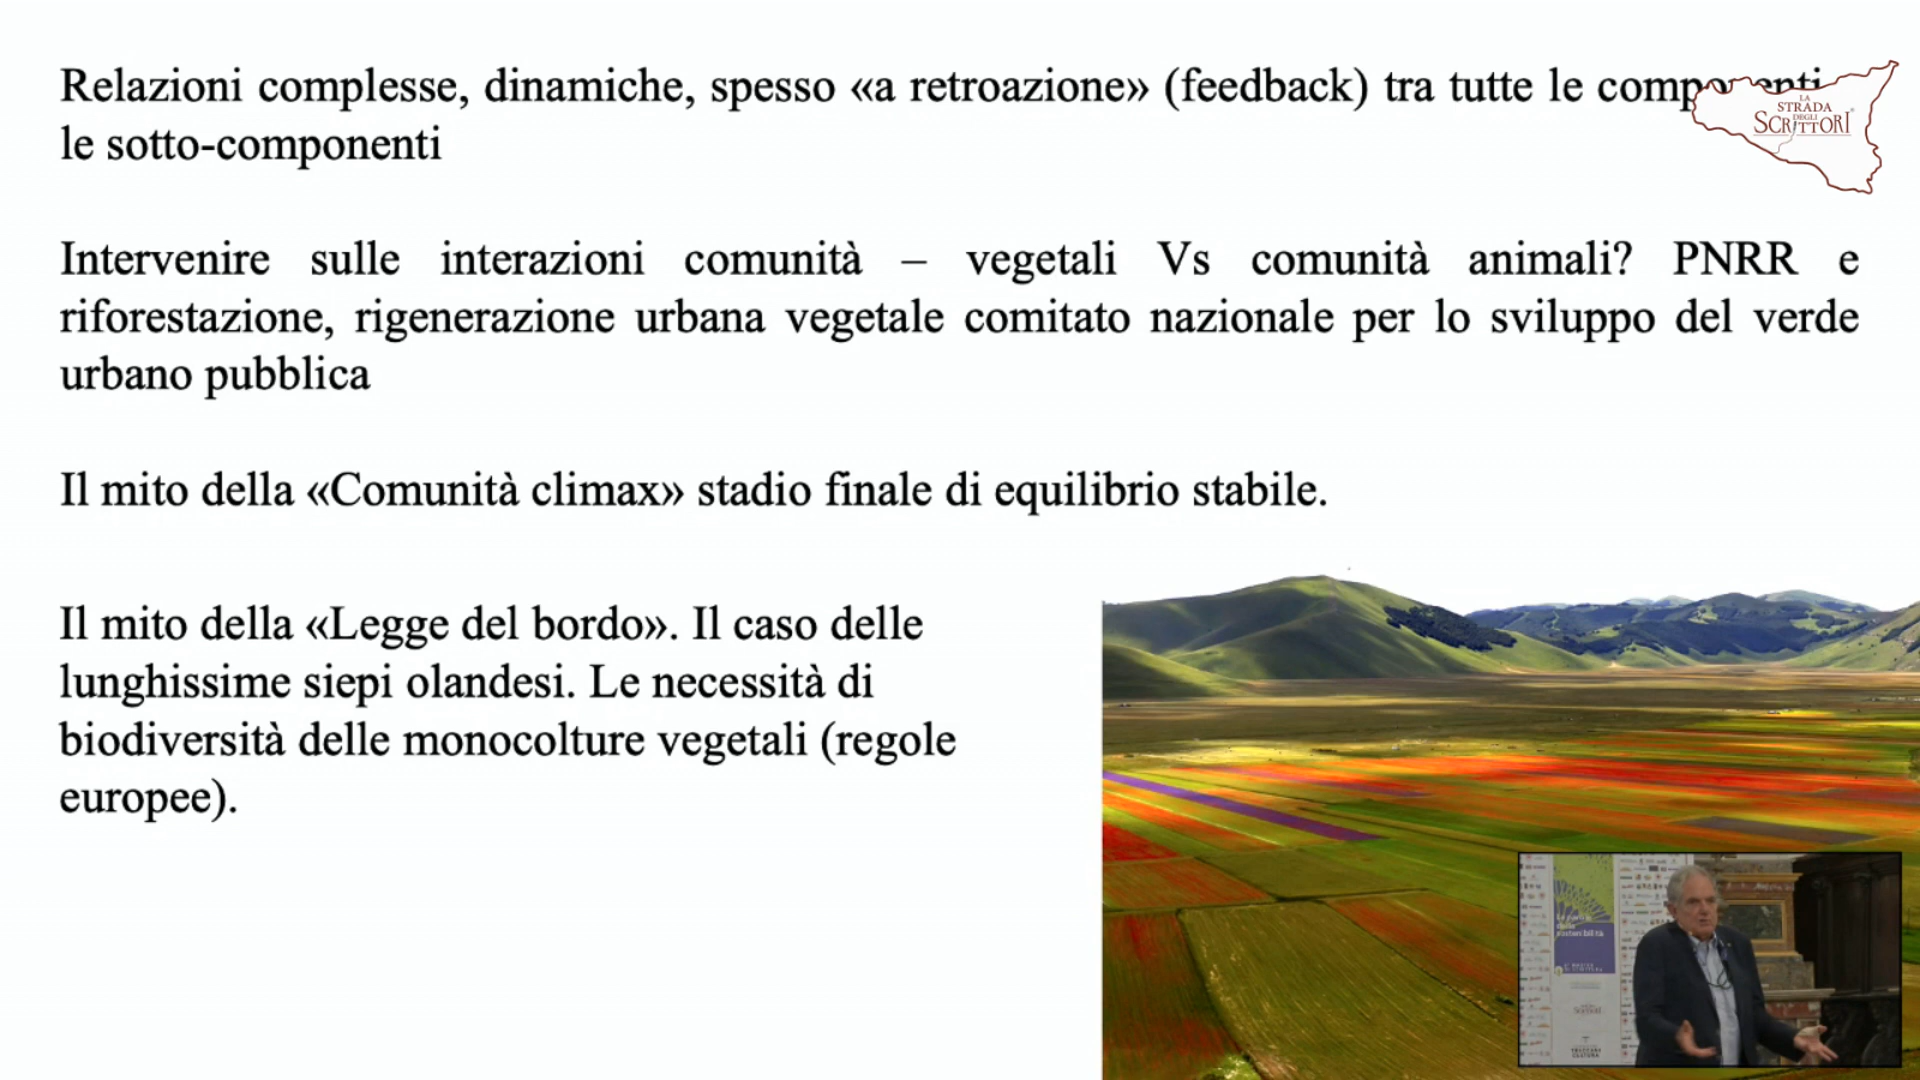 Relazioni complesse, dinamiche, spesso «a retroazione» (feedback) tra tutte le componenti
le sotto-componenti
LA
STRADA
DEGLI
SCRITTORI
Intervenire sulle interazioni comunità – vegetali Vs comunità animali? PNRR e
riforestazione, rigenerazione urbana vegetale comitato nazionale per lo sviluppo del verde
urbano pubblica
Il mito della «Comunità climax» stadio finale di equilibrio stabile.
Il mito della «Legge del bordo». Il caso delle
lunghissime siepi olandesi. Le necessità di
biodiversità delle monocolture vegetali (regole
europee).